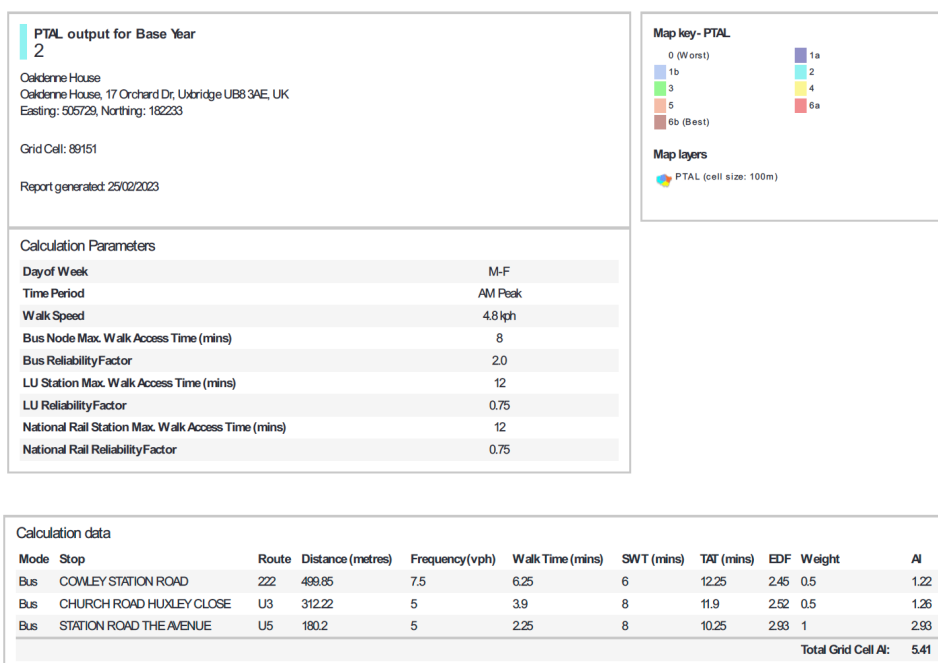 PTAL output for Base Year
2
Oakdenne House
Oakdenne House, 17 Orchard Dr, Uxbridge UB8 3AE, UK
Easting: 505729, Northing: 182233
Grid Cell: 89151
Report generated: 25/02/2023
Map key - PTAL
0 (Worst) 1a
1b 2
3 4
5 6a
6b (Best)
Map layers
PTAL (cell size: 100m)
Calculation Parameters
Day of Week M-F
Time Period AM Peak
Walk Speed 4.8 kph
Bus Node Max. Walk Access Time (mins) 8
Bus Reliability Factor 2.0
LU Station Max. Walk Access Time (mins) 12
LU Reliability Factor 0.75
National Rail Station Max. Walk Access Time (mins) 12
National Rail Reliability Factor 0.75
Calculation data
Mode Stop Route Distance (metres) Frequency (vph) Walk Time (mins) SWT (mins) TAT (mins) EDF Weight AI
Bus COWLEY STATION ROAD 222 499.85 7.5 6.25 6 12.25 2.45 0.5 1.22
Bus CHURCH ROAD HUXLEY CLOSE U3 312.22 5 3.9 8 11.9 2.52 0.5 1.26
Bus STATION ROAD THE AVENUE U5 180.2 5 2.25 8 10.25 2.93 1 2.93
Total Grid Cell AI: 5.41